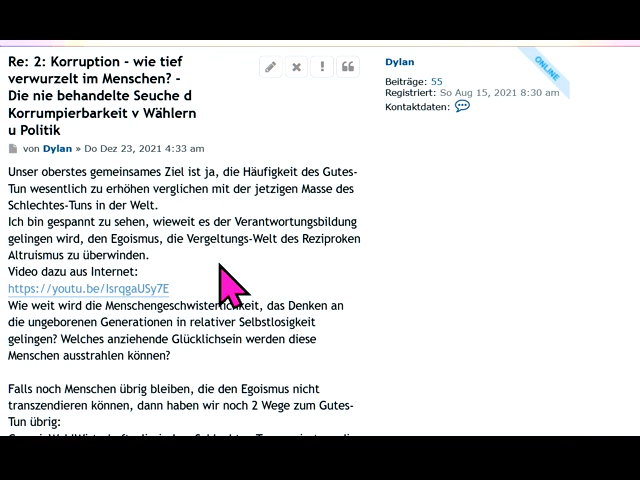 Re: 2: Korruption - wie tief
verwurzelt im Menschen? -
Die nie behandelte Seuche d
Korrumpierbarkeit v Wählern
u Politik
von Dylan » Do Dez 23, 2021 4:33 am
Unser oberstes gemeinsames Ziel ist ja, die Häufigkeit des Gutes-
Tun wesentlich zu erhöhen verglichen mit der jetzigen Masse des
Schlechtes-Tuns in der Welt.
Ich bin gespannt zu sehen, wieweit es der Verantwortungsbildung
gelingen wird, den Egoismus, die Vergeltungs-Welt des Reziproken
Altruismus zu überwinden.
Video dazu aus Internet:
https://youtu.be/IsrqgaUSy7E
Wie weit wird die Menschengeschwisterlichkeit, das Denken an
die ungeborenen Generationen in relativer Selbstlosigkeit
gelingen? Welches anziehende Glücklichsein werden diese
Menschen ausstrahlen können?
Falls noch Menschen übrig bleiben, die den Egoismus nicht
transzendieren können, dann haben wir noch 2 Wege zum Gutes-
Tun übrig:
Dylan
Beiträge: 55
Registriert: So Aug 15, 2021 8:30 am
Kontaktdaten:
ONLINE